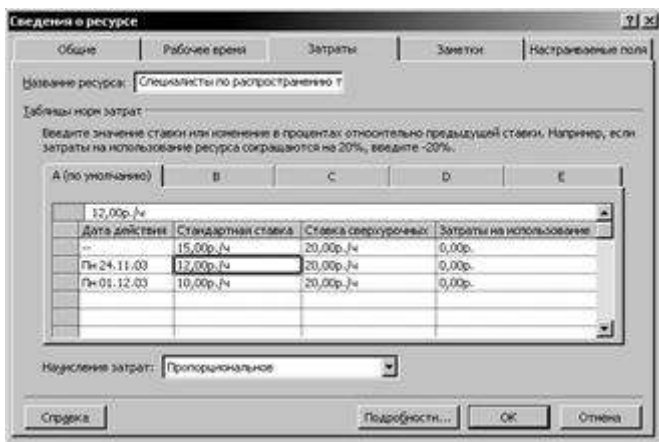 Сведения о ресурсе
Общие Рабочее время Затраты Заметки Настраиваемые поля
Название ресурса: Специалисты по распространению т
Таблицы норм затрат
Введите значение ставки или изменение в процентах относительно предыдущей ставки. Например, если
затраты на использование ресурса сокращаются на 20%, введите -20%.
A (по умолчанию) B C D E
12,00р./ч
Дата действия Стандартная ставка Ставка сверхурочных Затраты на использование
-- 15,00р./ч 20,00р./ч 0,00р.
Пн 24.11.03 12,00р./ч 20,00р./ч 0,00р.
Пн 01.12.03 10,00р./ч 20,00р./ч 0,00р.
Начисление затрат: Пропорциональное
Справка Подробности... ОК Отмена